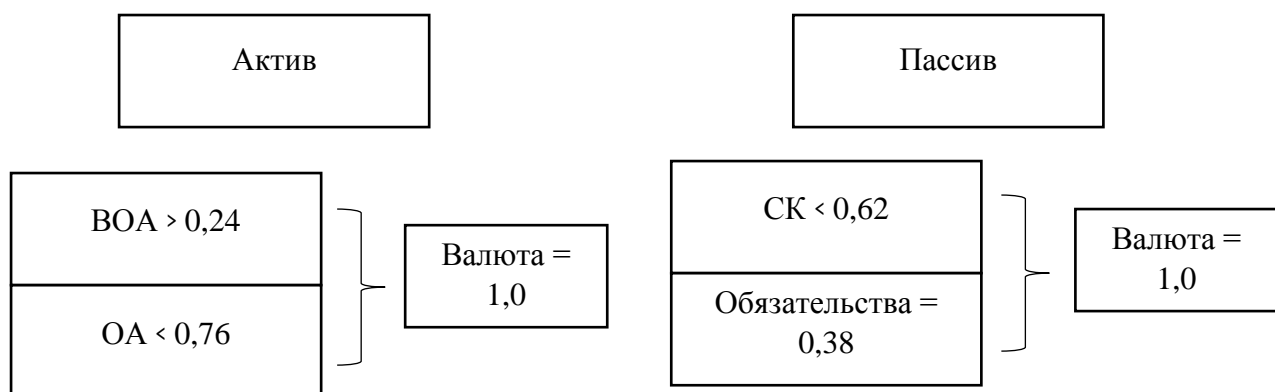 Актив
Пассив
ВОА > 0,24
ОА < 0,76
Валюта =
1,0
СК < 0,62
Обязательства =
0,38
Валюта =
1,0